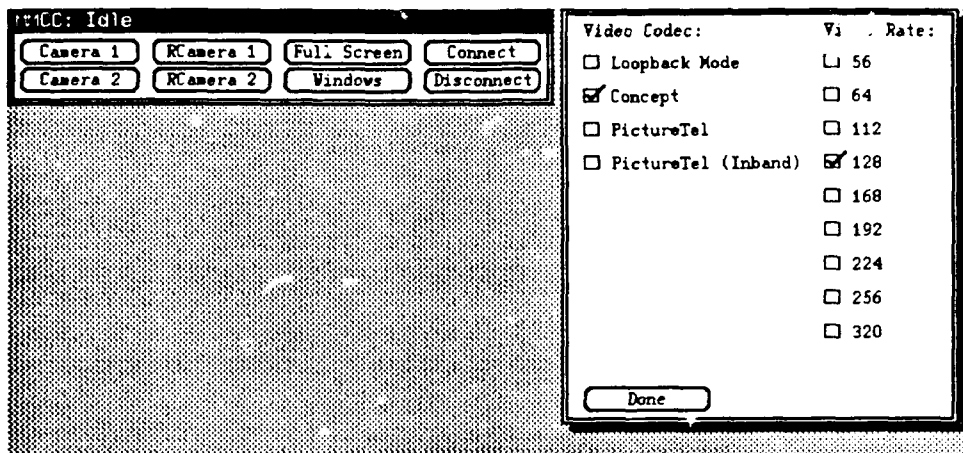 CC: Idle
Camera 1 RCamera 1 Full Screen Connect
Camera 2 RCamera 2 Windows Disconnect
Video Codec: Rate:
Loopback Mode 56
Concept 64
PictureTel 112
PictureTel (Inband) 128
168
192
224
256
320
Done